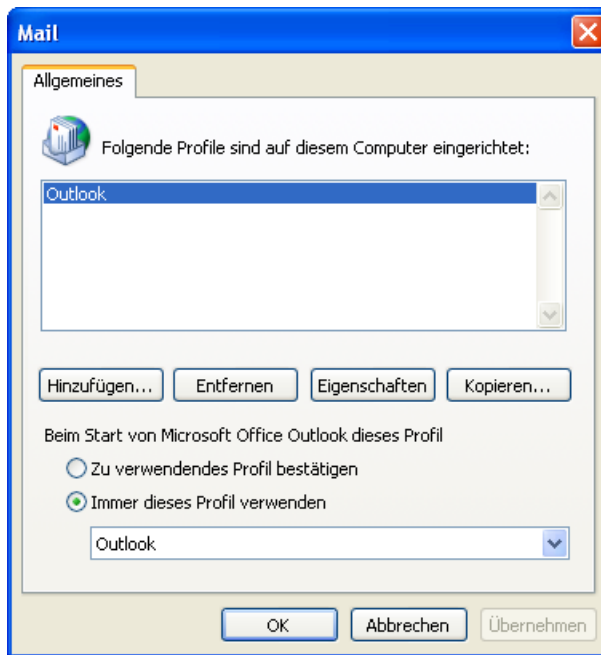 Mail
Allgemeines
Folgende Profile sind auf diesem Computer eingerichtet:
Outlook
Hinzufügen...
Entfernen
Eigenschaften
Kopieren...
Beim Start von Microsoft Office Outlook dieses Profil
Zu verwendendes Profil bestätigen
Immer dieses Profil verwenden
Outlook
OK
Abbrechen
Übernehmen